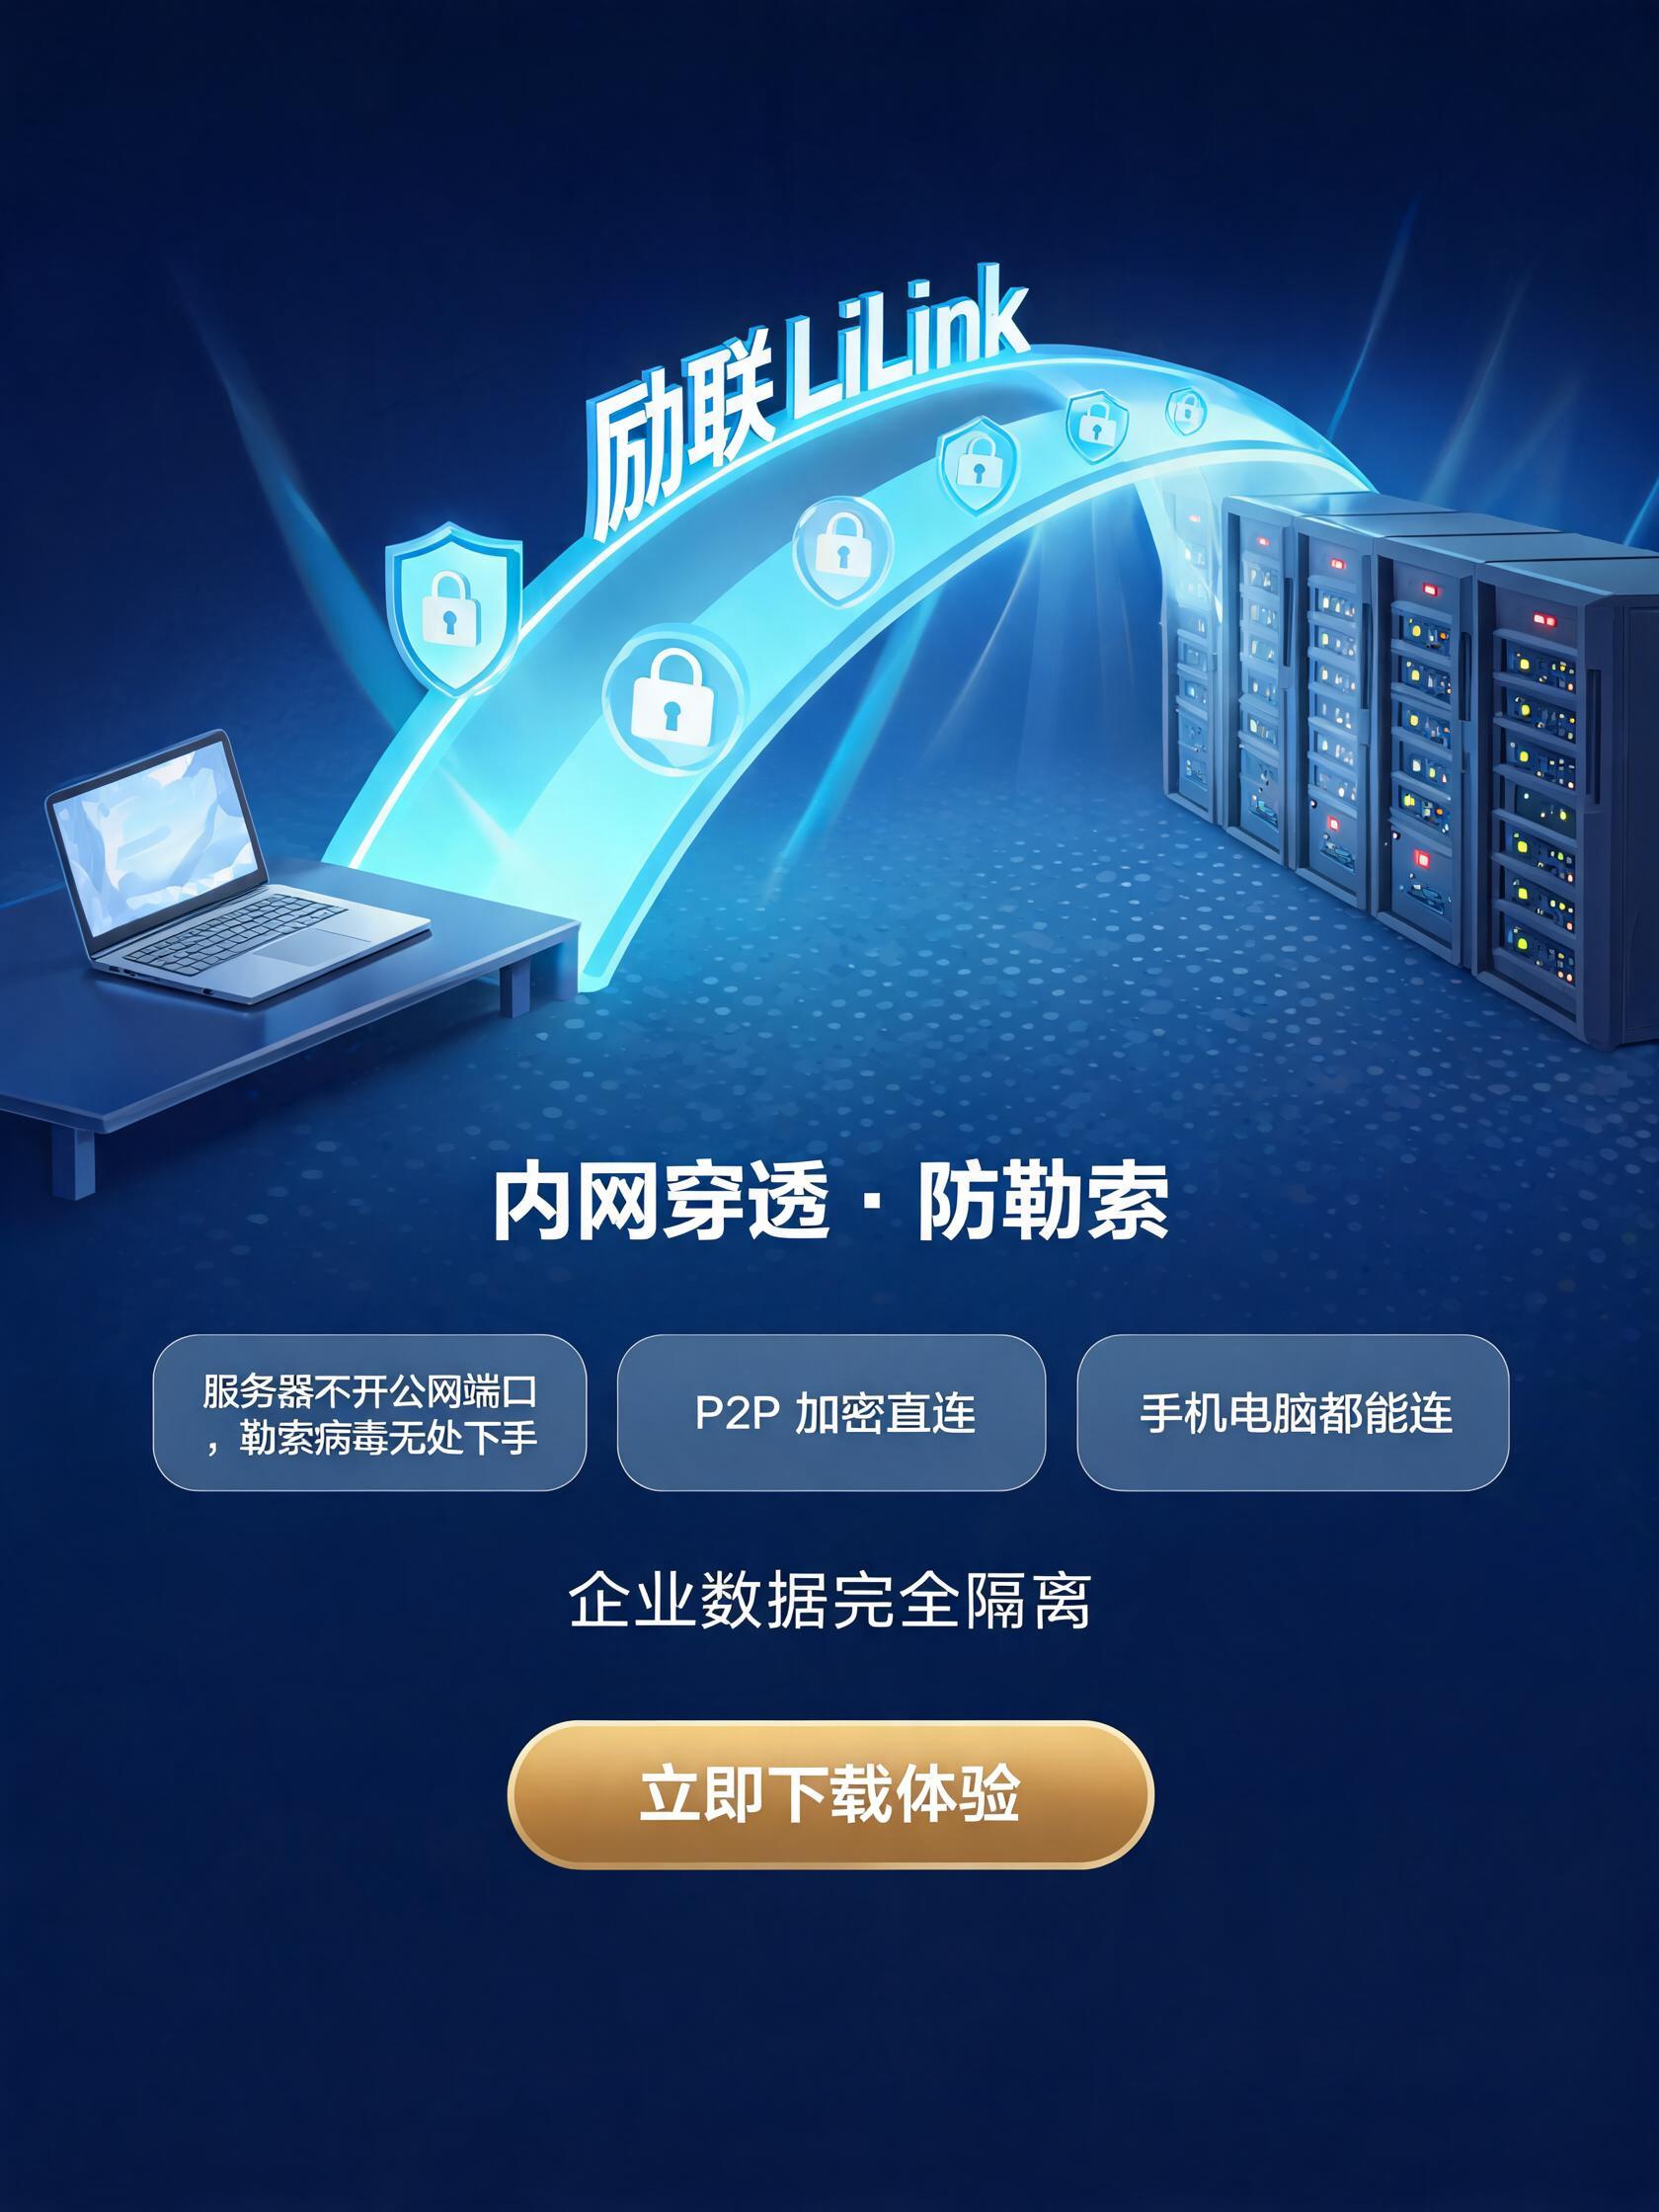 励联 LiLink
内网穿透 · 防勒索
服务器不开公网端口
，勒索病毒无处下手
P2P 加密直连
手机电脑都能连
企业数据完全隔离
立即下载体验